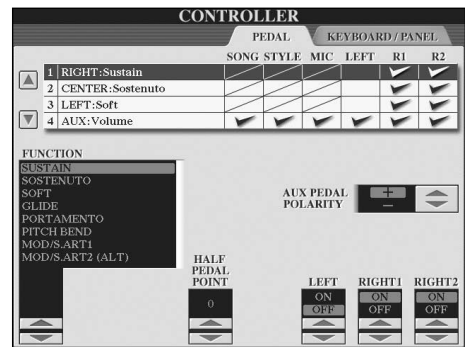 CONTROLLER
PEDAL KEYBOARD / PANEL
SONG STYLE MIC LEFT R1 R2
1 RIGHT:Sustain
2 CENTER:Sostenuto
3 LEFT:Soft
4 AUX:Volume
FUNCTION
SUSTAIN
SOSTENUTO
SOFT
GLIDE
PORTAMENTO
PITCH BEND
MOD/S.ART1
MOD/S.ART2 (ALT)
AUX PEDAL
POLARITY
+
−
HALF
PEDAL
POINT
0
LEFT RIGHT1 RIGHT2
ON ON ON
OFF OFF OFF